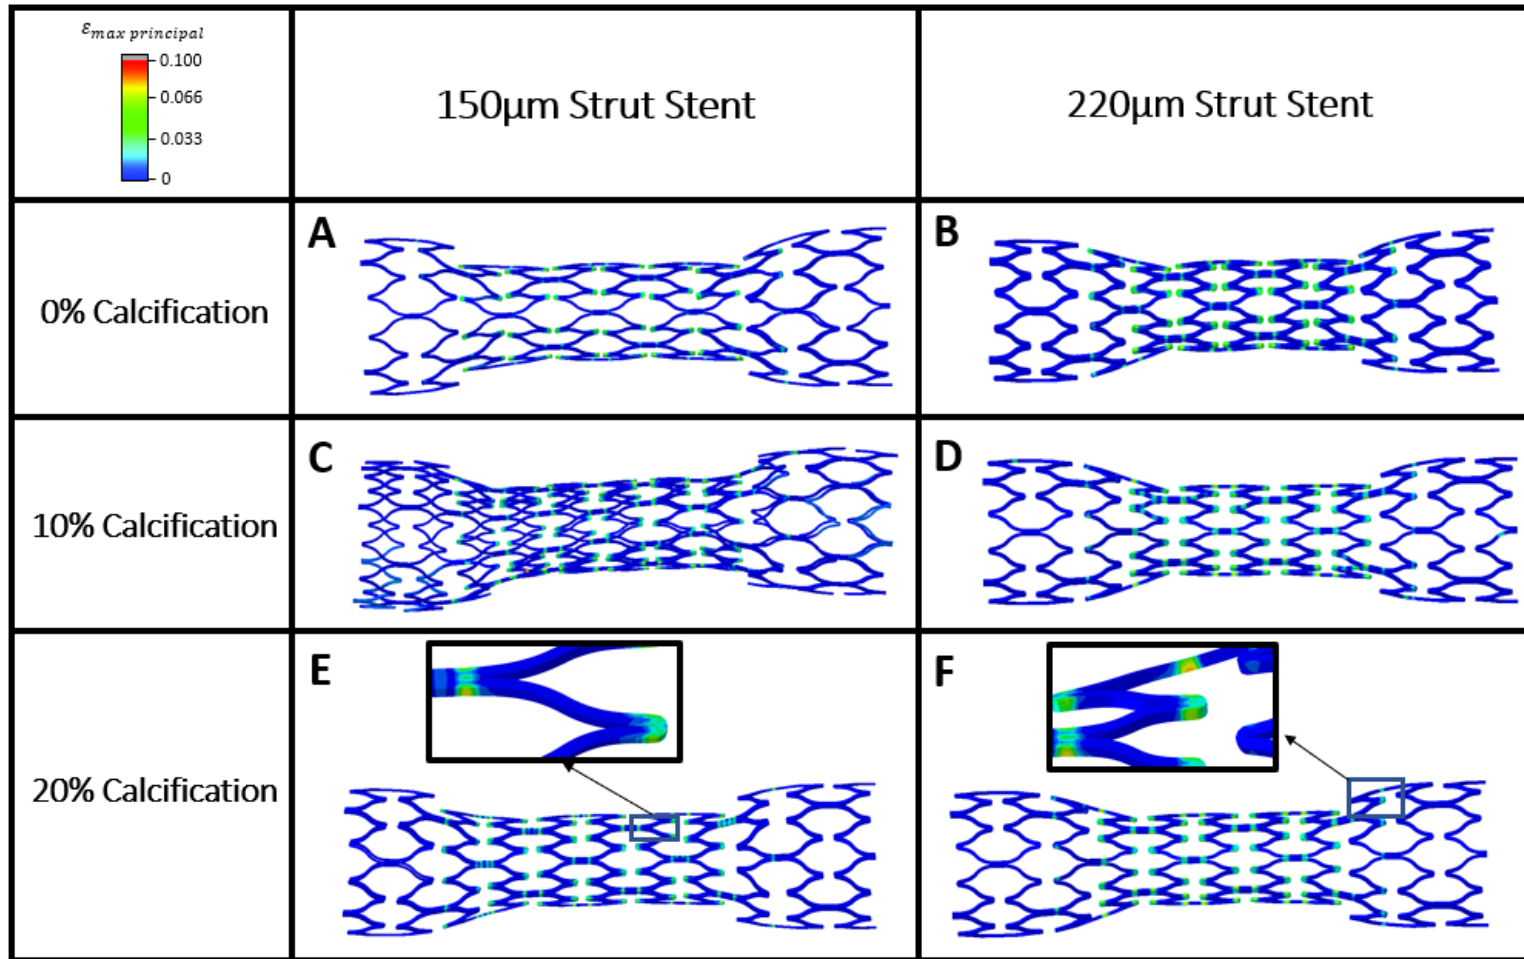 ε max principal
0.100
0.066
0.033
0
150μm Strut Stent
220μm Strut Stent
0% Calcification
A
B
10% Calcification
C
D
20% Calcification
E
F